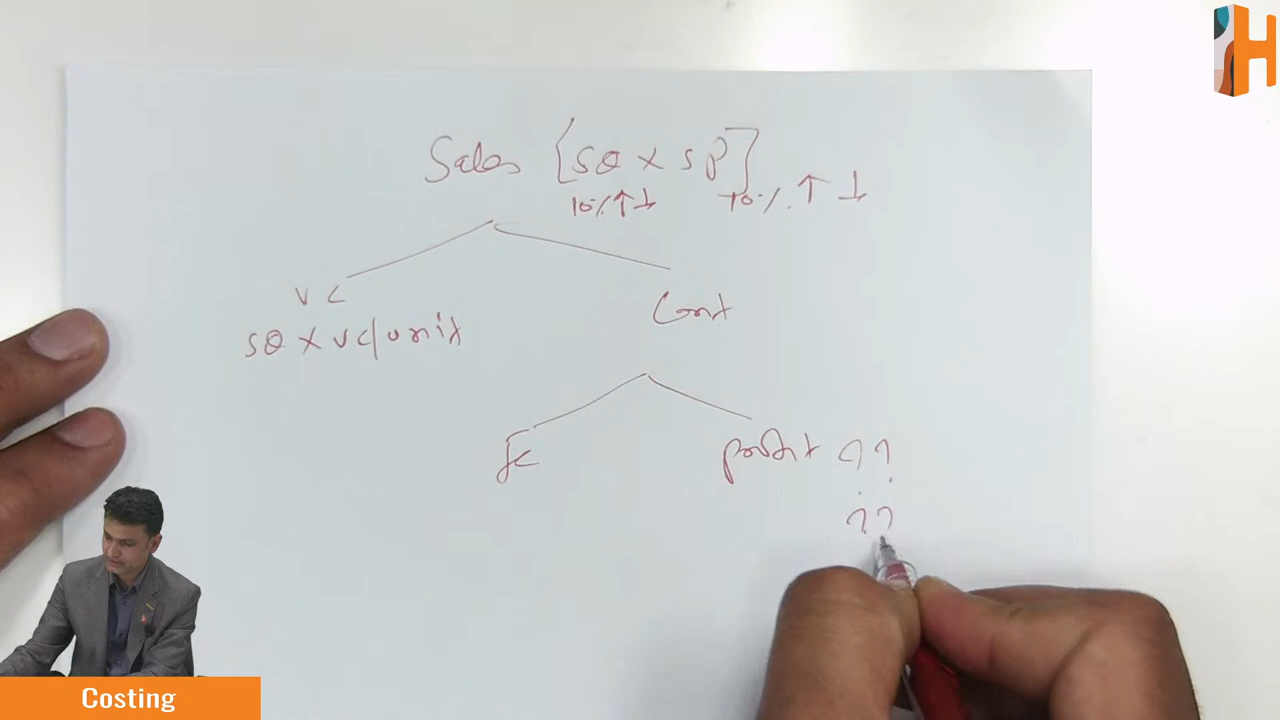 Sales [SQ x SP]
10%↑↓ 10%.↑↓
VC
SQ x VC/unit
Cont
FC
profit ??
??
Costing
H